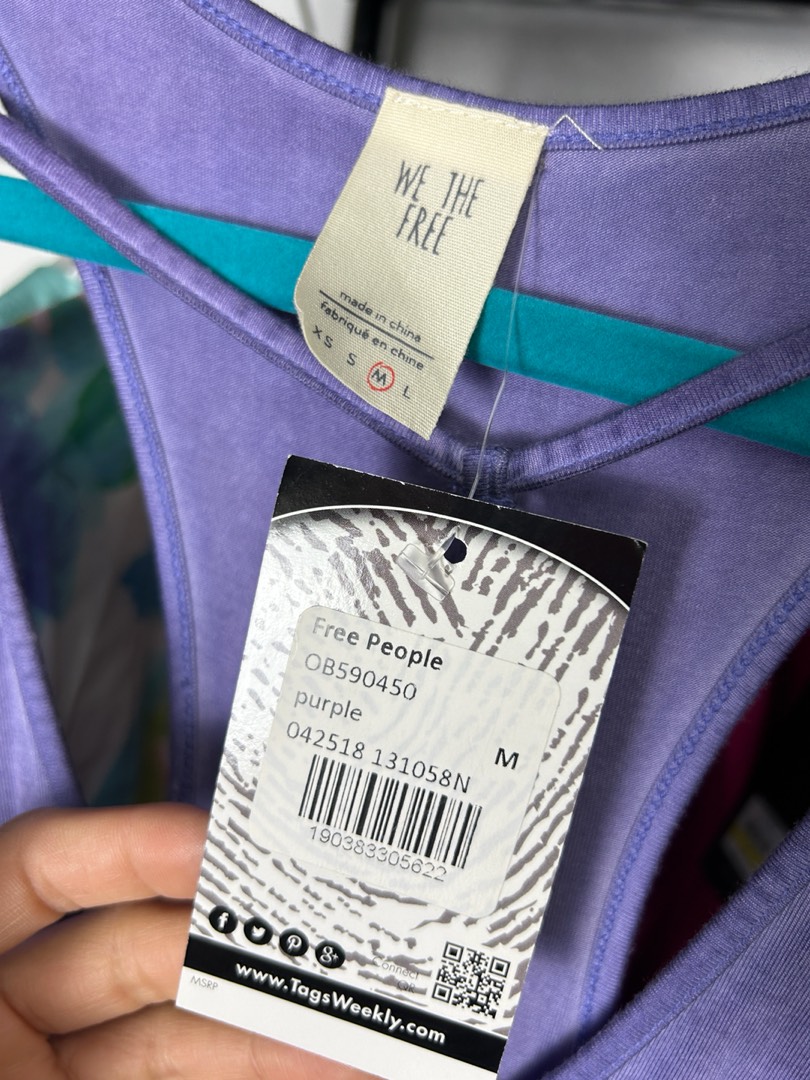 WE THE
FREE
made in china
fabriqué en chine
XS S M L
Free People
OB590450
purple
M
042518 131058N
190383305622
Connect
QR
www.TagsWeekly.com
MSRP